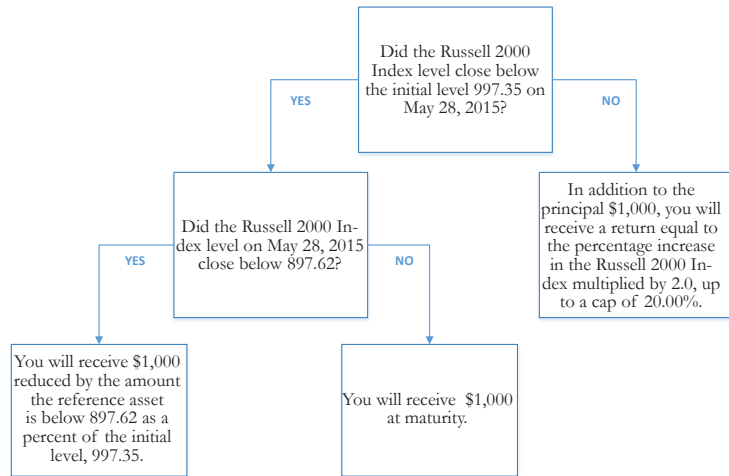 Did the Russell 2000
Index level close below
the initial level 997.35 on
May 28, 2015?
YES
NO
Did the Russell 2000 In-
dex level on May 28, 2015
close below 897.62?
In addition to the
principal $1,000, you will
receive a return equal to
the percentage increase
in the Russell 2000 In-
dex multiplied by 2.0, up
to a cap of 20.00%.
YES
NO
You will receive $1,000
reduced by the amount
the reference asset
is below 897.62 as a
percent of the initial
level, 997.35.
You will receive $1,000
at maturity.